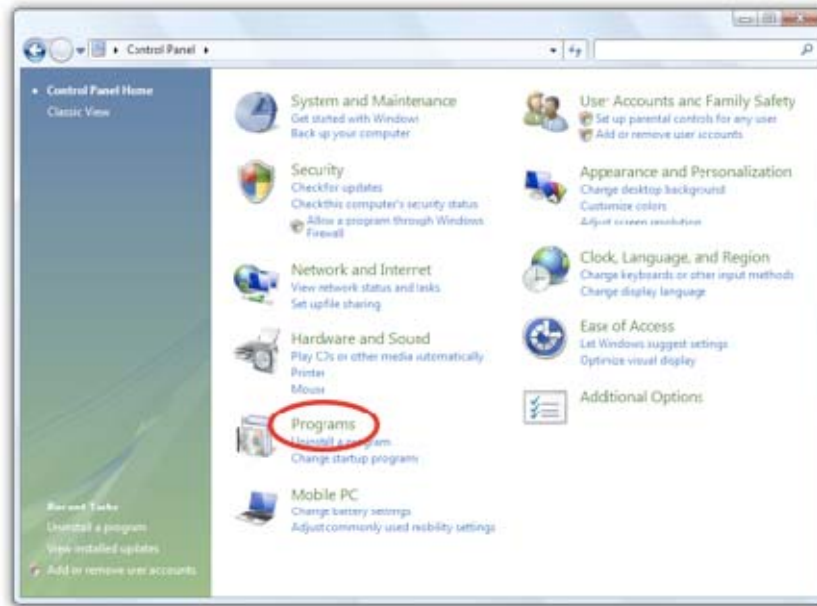 Control Panel
Control Panel Home
Classic View
System and Maintenance
Get started with Windows
Back up your computer
Security
Check for updates
Check this computer's security status
Allow a program through Windows
Firewall
Network and Internet
View network status and tasks
Set up file sharing
Hardware and Sound
Play CDs or other media automatically
Printer
Mouse
Programs
Uninstall a program
Change startup programs
Mobile PC
Change battery settings
Adjust commonly used mobility settings
User Accounts and Family Safety
Set up parental controls for any user
Add or remove user accounts
Appearance and Personalization
Change desktop background
Customize colors
Adjust screen resolution
Clock, Language, and Region
Change keyboards or other input methods
Change display language
Ease of Access
Let Windows suggest settings
Optimize visual display
Additional Options
Recent Tasks
Uninstall a program
View installed updates
Add or remove user accounts